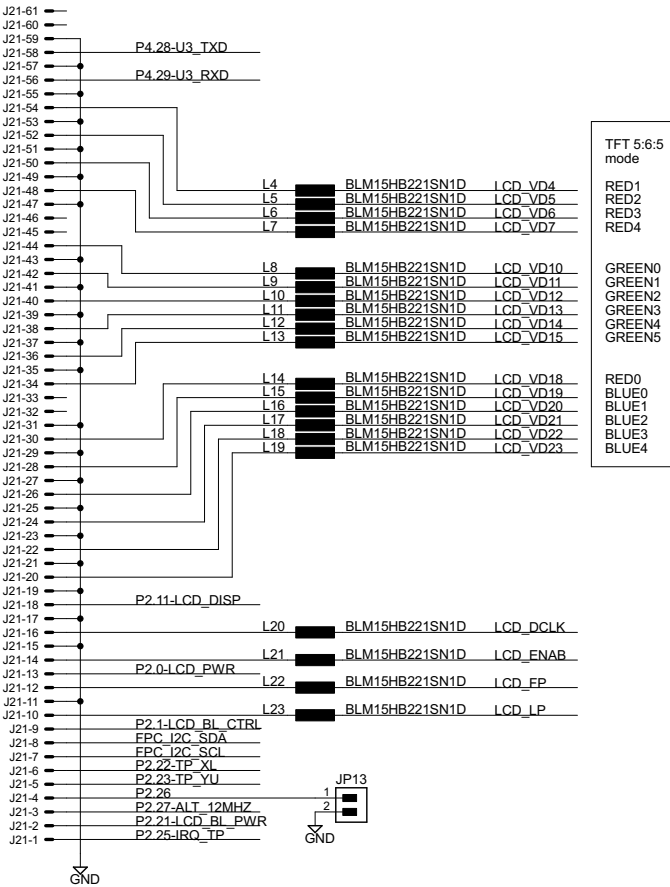 J21-61
J21-60
J21-59
J21-58 P4.28-U3_TXD
J21-57
J21-56 P4.29-U3_RXD
J21-55
J21-54
J21-53
J21-52
J21-51
J21-50
J21-49
J21-48
J21-47
J21-46
J21-45
J21-44
J21-43
J21-42
J21-41
J21-40
J21-39
J21-38
J21-37
J21-36
J21-35
J21-34
J21-33
J21-32
J21-31
J21-30
J21-29
J21-28
J21-27
J21-26
J21-25
J21-24
J21-23
J21-22
J21-21
J21-20
J21-19
J21-18 P2.11-LCD_DISP
J21-17
J21-16
J21-15
J21-14
J21-13 P2.0-LCD_PWR
J21-12
J21-11
J21-10
J21-9 P2.1-LCD_BL_CTRL
J21-8 FPC_I2C_SDA
J21-7 FPC_I2C_SCL
J21-6 P2.22-TP_XL
J21-5 P2.23-TP_YU
J21-4 P2.26
J21-3 P2.27-ALT_12MHZ
J21-2 P2.21-LCD_BL_PWR
J21-1 P2.25-IRQ_TP
GND
TFT 5:6:5
mode
L4 BLM15HB221SN1D LCD_VD4 RED1
L5 BLM15HB221SN1D LCD_VD5 RED2
L6 BLM15HB221SN1D LCD_VD6 RED3
L7 BLM15HB221SN1D LCD_VD7 RED4
L8 BLM15HB221SN1D LCD_VD10 GREEN0
L9 BLM15HB221SN1D LCD_VD11 GREEN1
L10 BLM15HB221SN1D LCD_VD12 GREEN2
L11 BLM15HB221SN1D LCD_VD13 GREEN3
L12 BLM15HB221SN1D LCD_VD14 GREEN4
L13 BLM15HB221SN1D LCD_VD15 GREEN5
L14 BLM15HB221SN1D LCD_VD18 RED0
L15 BLM15HB221SN1D LCD_VD19 BLUE0
L16 BLM15HB221SN1D LCD_VD20 BLUE1
L17 BLM15HB221SN1D LCD_VD21 BLUE2
L18 BLM15HB221SN1D LCD_VD22 BLUE3
L19 BLM15HB221SN1D LCD_VD23 BLUE4
L20 BLM15HB221SN1D LCD_DCLK
L21 BLM15HB221SN1D LCD_ENAB
L22 BLM15HB221SN1D LCD_FP
L23 BLM15HB221SN1D LCD_LP
JP13
1
2
GND